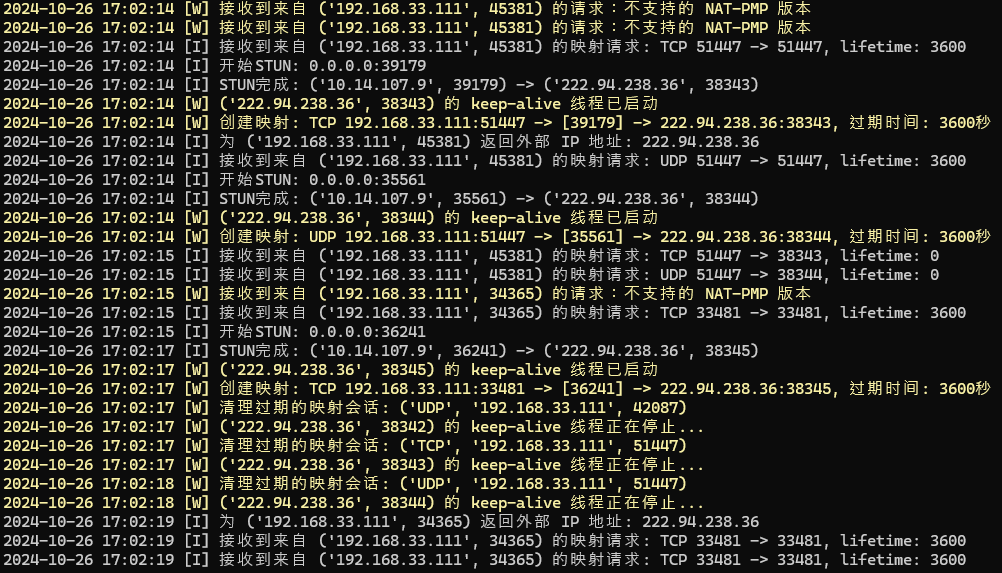 2024-10-26 17:02:14 [W] 接收到来自 ('192.168.33.111', 45381) 的请求：不支持的 NAT-PMP 版本
2024-10-26 17:02:14 [W] 接收到来自 ('192.168.33.111', 45381) 的请求：不支持的 NAT-PMP 版本
2024-10-26 17:02:14 [I] 接收到来自 ('192.168.33.111', 45381) 的映射请求: TCP 51447 -> 51447, lifetime: 3600
2024-10-26 17:02:14 [I] 开始STUN: 0.0.0.0:39179
2024-10-26 17:02:14 [I] STUN完成: ('10.14.107.9', 39179) -> ('222.94.238.36', 38343)
2024-10-26 17:02:14 [W] ('222.94.238.36', 38343) 的 keep-alive 线程已启动
2024-10-26 17:02:14 [W] 创建映射: TCP 192.168.33.111:51447 -> [39179] -> 222.94.238.36:38343, 过期时间: 3600秒
2024-10-26 17:02:14 [I] 为 ('192.168.33.111', 45381) 返回外部 IP 地址: 222.94.238.36
2024-10-26 17:02:14 [I] 接收到来自 ('192.168.33.111', 45381) 的映射请求: UDP 51447 -> 51447, lifetime: 3600
2024-10-26 17:02:14 [I] 开始STUN: 0.0.0.0:35561
2024-10-26 17:02:14 [I] STUN完成: ('10.14.107.9', 35561) -> ('222.94.238.36', 38344)
2024-10-26 17:02:14 [W] ('222.94.238.36', 38344) 的 keep-alive 线程已启动
2024-10-26 17:02:14 [W] 创建映射: UDP 192.168.33.111:51447 -> [35561] -> 222.94.238.36:38344, 过期时间: 3600秒
2024-10-26 17:02:15 [I] 接收到来自 ('192.168.33.111', 45381) 的映射请求: TCP 51447 -> 38343, lifetime: 0
2024-10-26 17:02:15 [I] 接收到来自 ('192.168.33.111', 45381) 的映射请求: UDP 51447 -> 38344, lifetime: 0
2024-10-26 17:02:15 [W] 接收到来自 ('192.168.33.111', 34365) 的请求：不支持的 NAT-PMP 版本
2024-10-26 17:02:15 [I] 接收到来自 ('192.168.33.111', 34365) 的映射请求: TCP 33481 -> 33481, lifetime: 3600
2024-10-26 17:02:15 [I] 开始STUN: 0.0.0.0:36241
2024-10-26 17:02:17 [I] STUN完成: ('10.14.107.9', 36241) -> ('222.94.238.36', 38345)
2024-10-26 17:02:17 [W] ('222.94.238.36', 38345) 的 keep-alive 线程已启动
2024-10-26 17:02:17 [W] 创建映射: TCP 192.168.33.111:33481 -> [36241] -> 222.94.238.36:38345, 过期时间: 3600秒
2024-10-26 17:02:17 [W] 清理过期的映射会话: ('UDP', '192.168.33.111', 42087)
2024-10-26 17:02:17 [W] ('222.94.238.36', 38342) 的 keep-alive 线程正在停止...
2024-10-26 17:02:17 [W] 清理过期的映射会话: ('TCP', '192.168.33.111', 51447)
2024-10-26 17:02:17 [W] ('222.94.238.36', 38343) 的 keep-alive 线程正在停止...
2024-10-26 17:02:18 [W] 清理过期的映射会话: ('UDP', '192.168.33.111', 51447)
2024-10-26 17:02:18 [W] ('222.94.238.36', 38344) 的 keep-alive 线程正在停止...
2024-10-26 17:02:19 [I] 为 ('192.168.33.111', 34365) 返回外部 IP 地址: 222.94.238.36
2024-10-26 17:02:19 [I] 接收到来自 ('192.168.33.111', 34365) 的映射请求: TCP 33481 -> 33481, lifetime: 3600
2024-10-26 17:02:19 [I] 接收到来自 ('192.168.33.111', 34365) 的映射请求: TCP 33481 -> 33481, lifetime: 3600